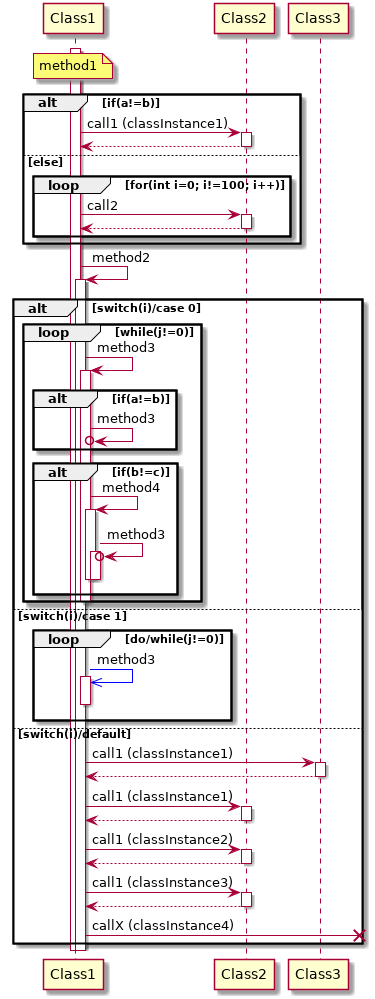 Class1 Class2 Class3
method1
alt [if(a!=b)]
call1 (classInstance1)
[else]
loop [for(int i=0; i!=100; i++)]
call2
method2
alt [switch(i)/case 0]
loop [while(j!=0)]
method3
alt [if(a!=b)]
method3
alt [if(b!=c)]
method4
method3
[switch(i)/case 1]
loop [do/while(j!=0)]
method3
[switch(i)/default]
call1 (classInstance1)
call1 (classInstance1)
call1 (classInstance2)
call1 (classInstance3)
callX (classInstance4)
Class1 Class2 Class3